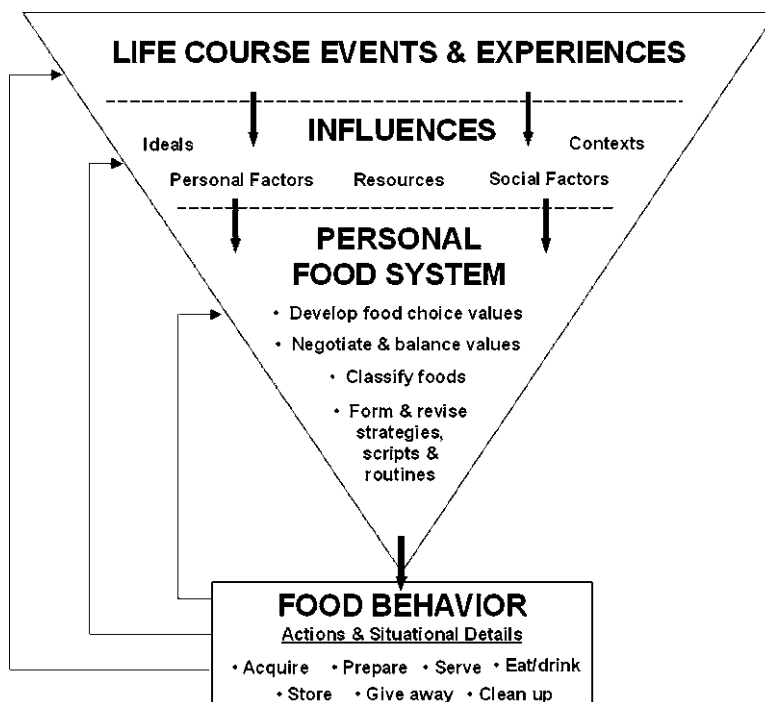 LIFE COURSE EVENTS & EXPERIENCES
INFLUENCES
Ideals
Contexts
Personal Factors Resources Social Factors
PERSONAL
FOOD SYSTEM
• Develop food choice values
• Negotiate & balance values
• Classify foods
• Form & revise
strategies,
scripts &
routines
FOOD BEHAVIOR
Actions & Situational Details
• Acquire • Prepare • Serve • Eat/drink
• Store • Give away • Clean up